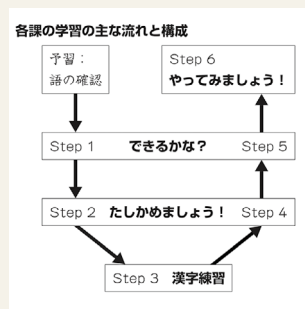 各課の学習の主な流れと構成
予習：
語の確認
Step 6
やってみましょう！
Step 1 できるかな？ Step 5
Step 2 たしかめましょう！ Step 4
Step 3 漢字練習